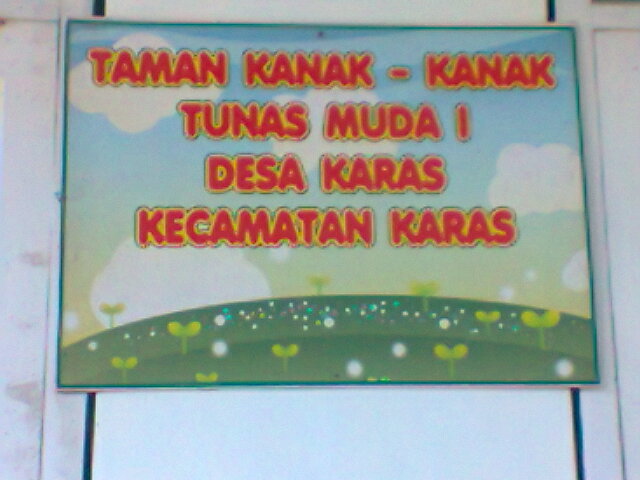 TAMAN KANAK - KANAK
TUNAS MUDA I
DESA KARAS
KECAMATAN KARAS